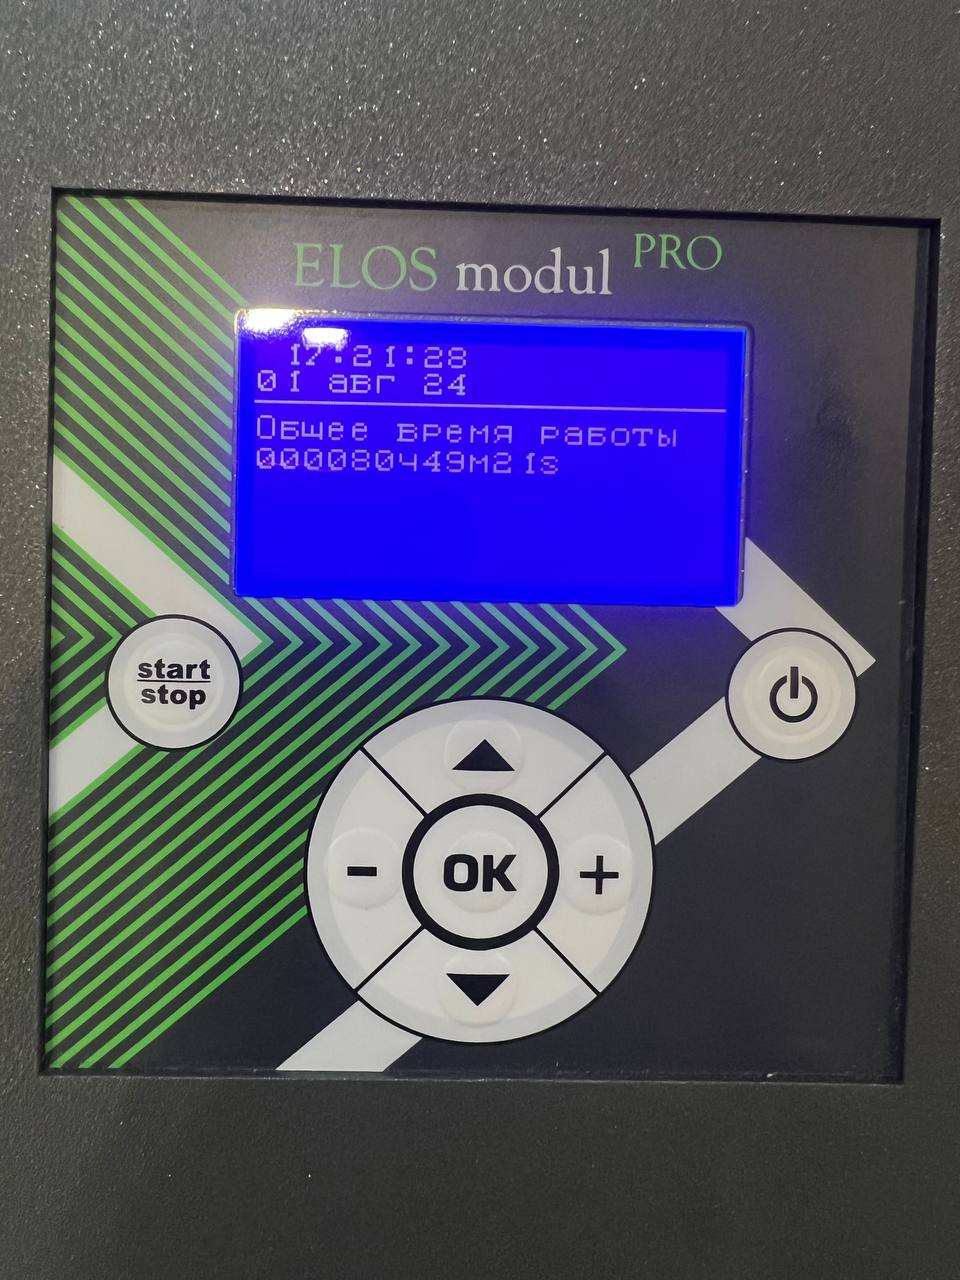 ELOS modul PRO
17:21:28
01 авг 24
Общее время работы
000080ч49м21s
start
stop
- OK +